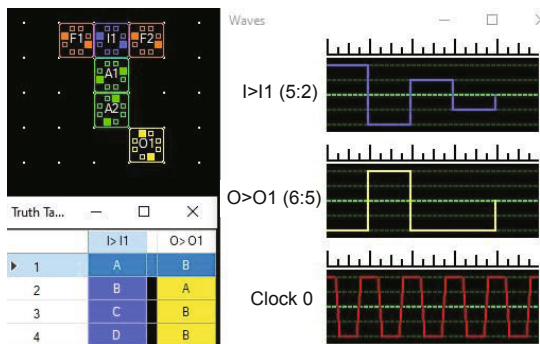 F1 I1 F2
A1
A2
O1
Truth Ta...
I> I1 O> O1
1 A B
2 B A
3 C B
4 D B
Waves
I>I1 (5:2)
O>O1 (6:5)
Clock 0